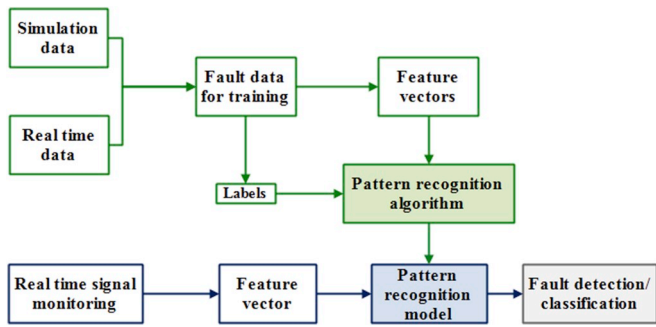 Simulation
data
Fault data
for training
Feature
vectors
Real time
data
Labels
Pattern recognition
algorithm
Real time signal
monitoring
Feature
vector
Pattern
recognition
model
Fault detection/
classification